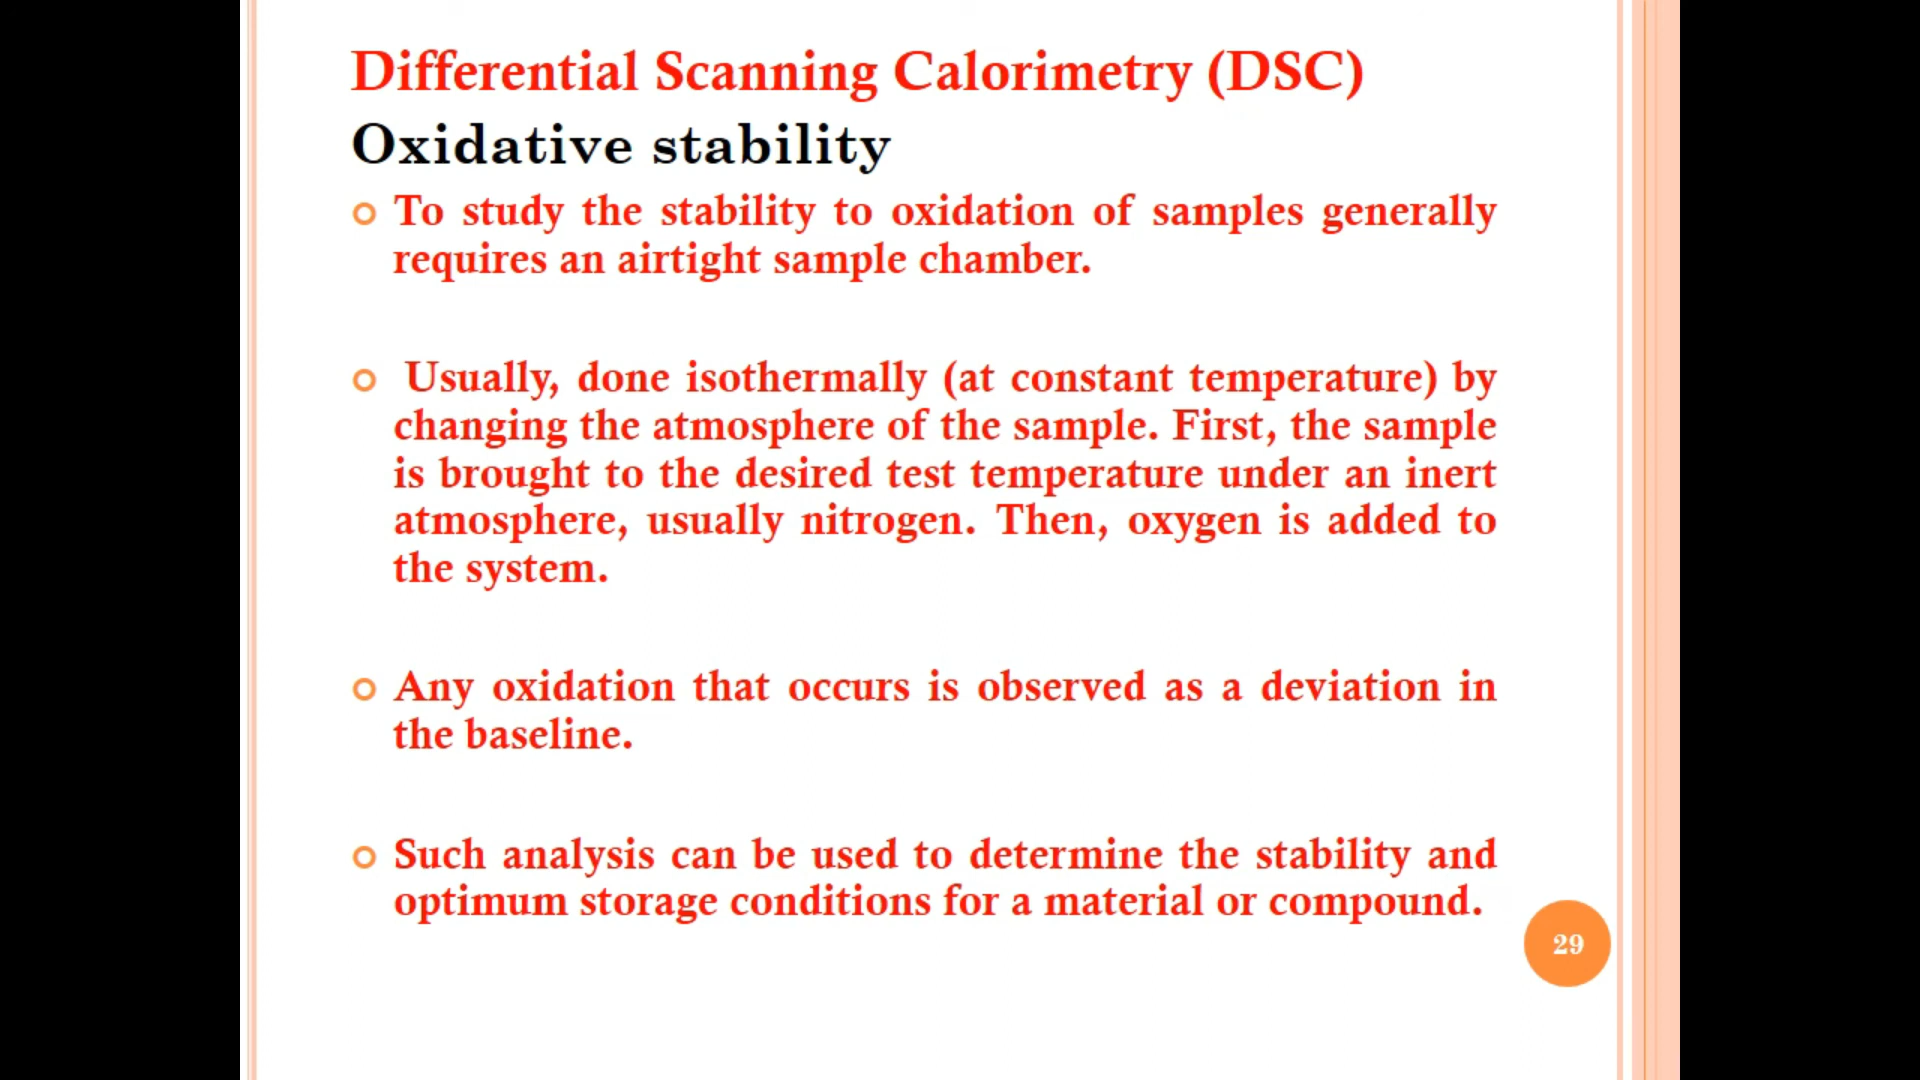 Differential Scanning Calorimetry (DSC)
Oxidative stability
To study the stability to oxidation of samples generally
requires an airtight sample chamber.
Usually, done isothermally (at constant temperature) by
changing the atmosphere of the sample. First, the sample
is brought to the desired test temperature under an inert
atmosphere, usually nitrogen. Then, oxygen is added to
the system.
Any oxidation that occurs is observed as a deviation in
the baseline.
Such analysis can be used to determine the stability and
optimum storage conditions for a material or compound.
29